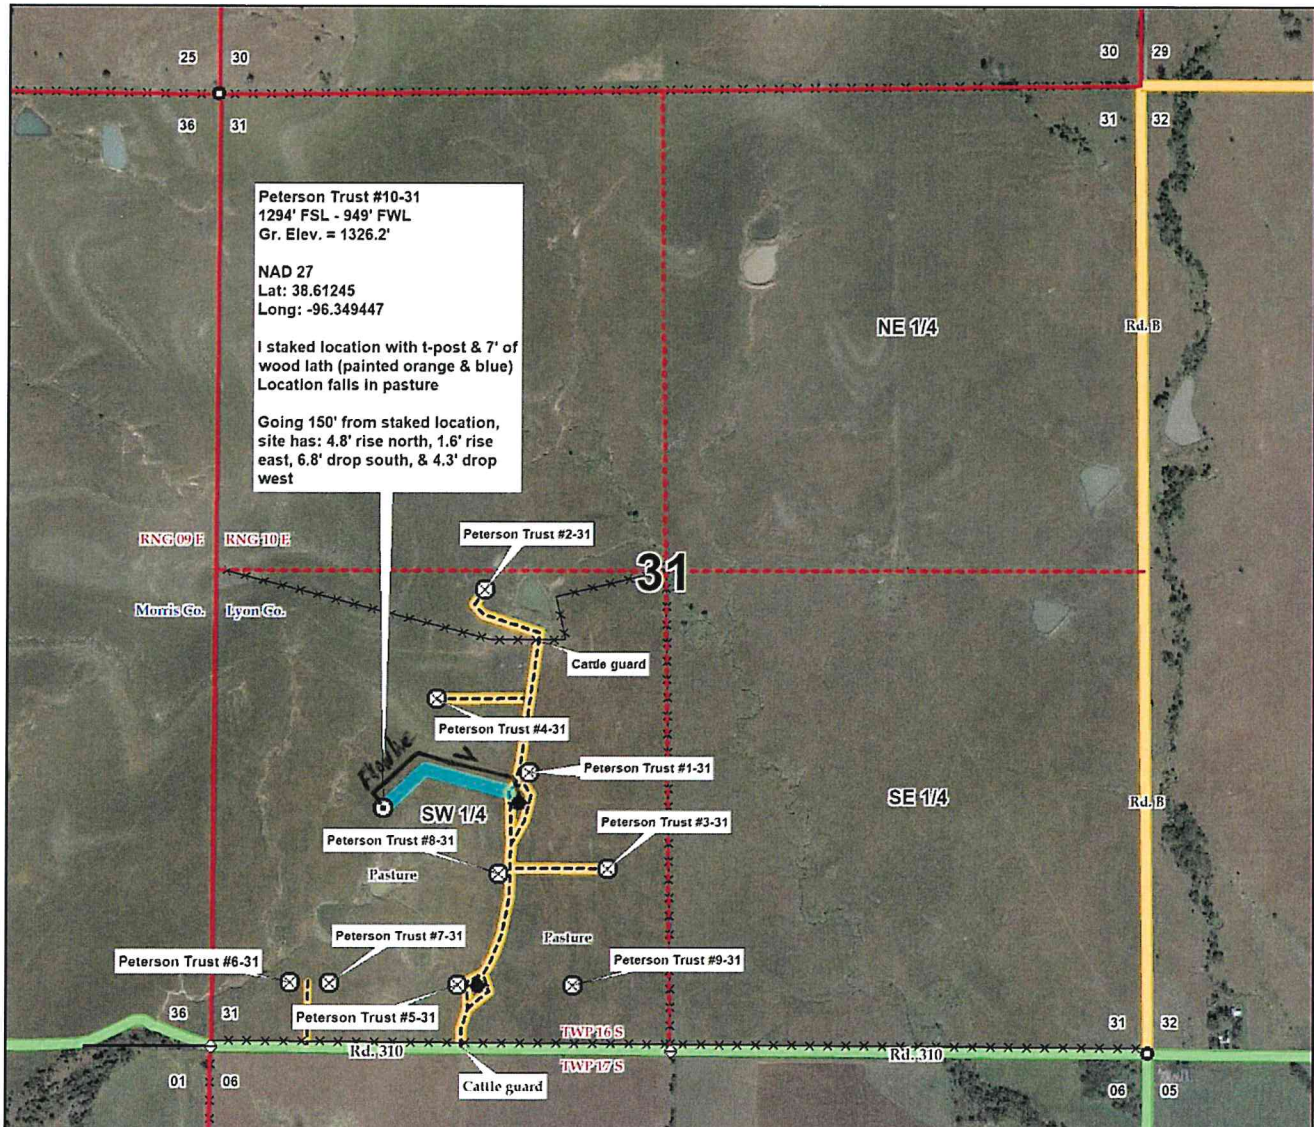 25 30
30 29
36 31
31 32
Peterson Trust #10-31
1294' FSL - 949' FWL
Gr. Elev. = 1326.2'
NAD 27
Lat: 38.61245
Long: -96.349447
I staked location with t-post & 7' of
wood lath (painted orange & blue)
Location falls in pasture
Going 150' from staked location,
site has: 4.8' rise north, 1.6' rise
east, 6.8' drop south, & 4.3' drop
west
NE 1/4
Rd. B
RNG 09 E RNG 10 E
Peterson Trust #2-31
31
Morris Co. Lyon Co.
Cattle guard
Peterson Trust #4-31
Peterson Trust #1-31
SW 1/4
SE 1/4
Rd. B
Peterson Trust #3-31
Peterson Trust #8-31
Pasture
Peterson Trust #7-31
Pasture
Peterson Trust #6-31
Peterson Trust #9-31
Peterson Trust #5-31
36 31
TWP 16 S
31 32
Rd. 310
Rd. 310
TWP 17 S
01 06
Cattle guard
06 05